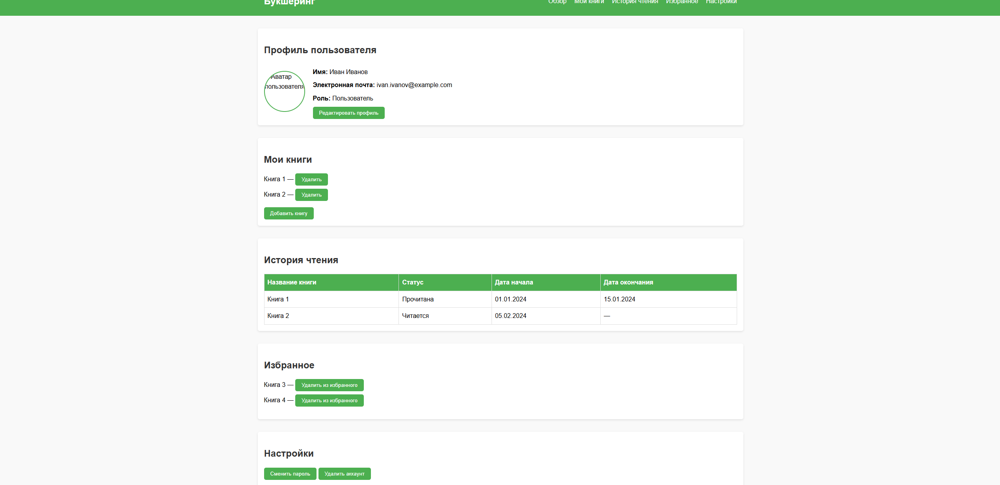 Букшеринг
Обзор Мои книги История чтения Избранное Настройки
Профиль пользователя
Аватар
пользователя
Имя: Иван Иванов
Электронная почта: ivan.ivanov@example.com
Роль: Пользователь
Редактировать профиль
Мои книги
Книга 1 — Удалить
Книга 2 — Удалить
Добавить книгу
История чтения
Название книги Статус Дата начала Дата окончания
Книга 1 Прочитана 01.01.2024 15.01.2024
Книга 2 Читается 05.02.2024 —
Избранное
Книга 3 — Удалить из избранного
Книга 4 — Удалить из избранного
Настройки
Сменить пароль Удалить аккаунт